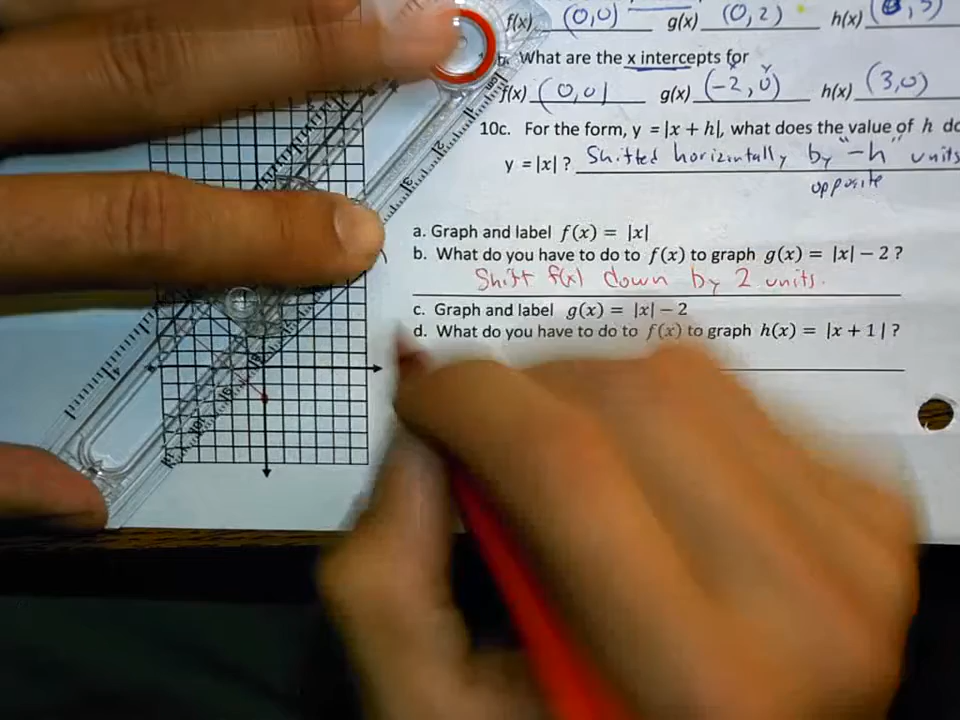 f(x) (0,0) g(x) (0,2) h(x)
b. What are the x intercepts for
f(x) (0,0) g(x) (-2,0) h(x) (3,0)
x y
10c. For the form, y = |x + h|, what does the value of h do
y = |x| ? Shifted horizontally by "-h" units
opposite
a. Graph and label f(x) = |x|
b. What do you have to do to f(x) to graph g(x) = |x| − 2 ?
Shift f(x) down by 2 units.
c. Graph and label g(x) = |x| − 2
d. What do you have to do to f(x) to graph h(x) = |x + 1| ?